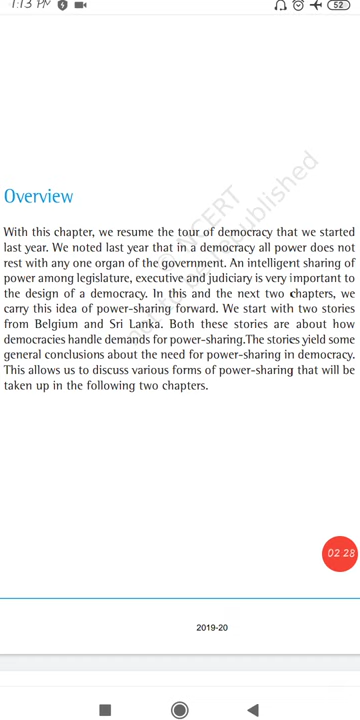 1:13 PM 52
Overview
With this chapter, we resume the tour of democracy that we started
last year. We noted last year that in a democracy all power does not
rest with any one organ of the government. An intelligent sharing of
power among legislature, executive and judiciary is very important to
the design of a democracy. In this and the next two chapters, we
carry this idea of power-sharing forward. We start with two stories
from Belgium and Sri Lanka. Both these stories are about how
democracies handle demands for power-sharing.The stories yield some
general conclusions about the need for power-sharing in democracy.
This allows us to discuss various forms of power-sharing that will be
taken up in the following two chapters.
NCERT
republished
02:28
2019-20